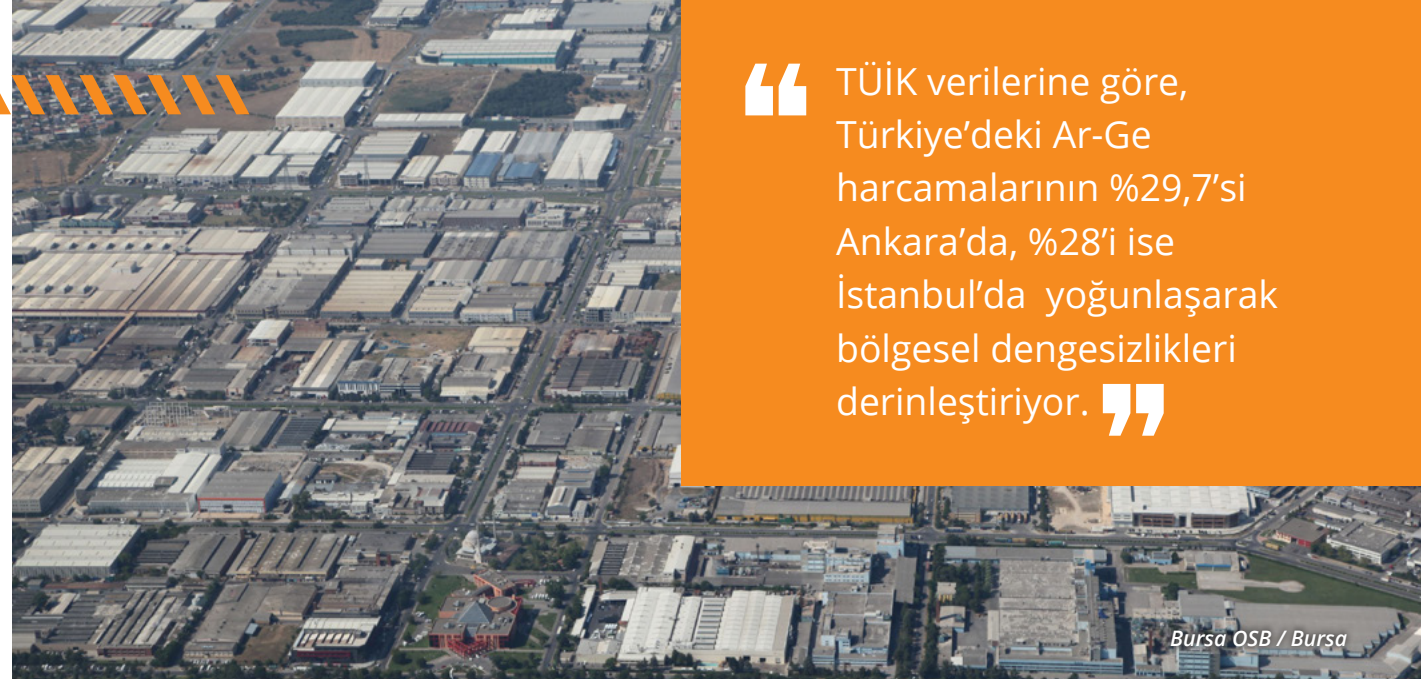 “ TÜİK verilerine göre,
Türkiye’deki Ar-Ge
harcamalarının %29,7’si
Ankara’da, %28’i ise
İstanbul’da  yoğunlaşarak
bölgesel dengesizlikleri
derinleştiriyor. ”
Bursa OSB / Bursa